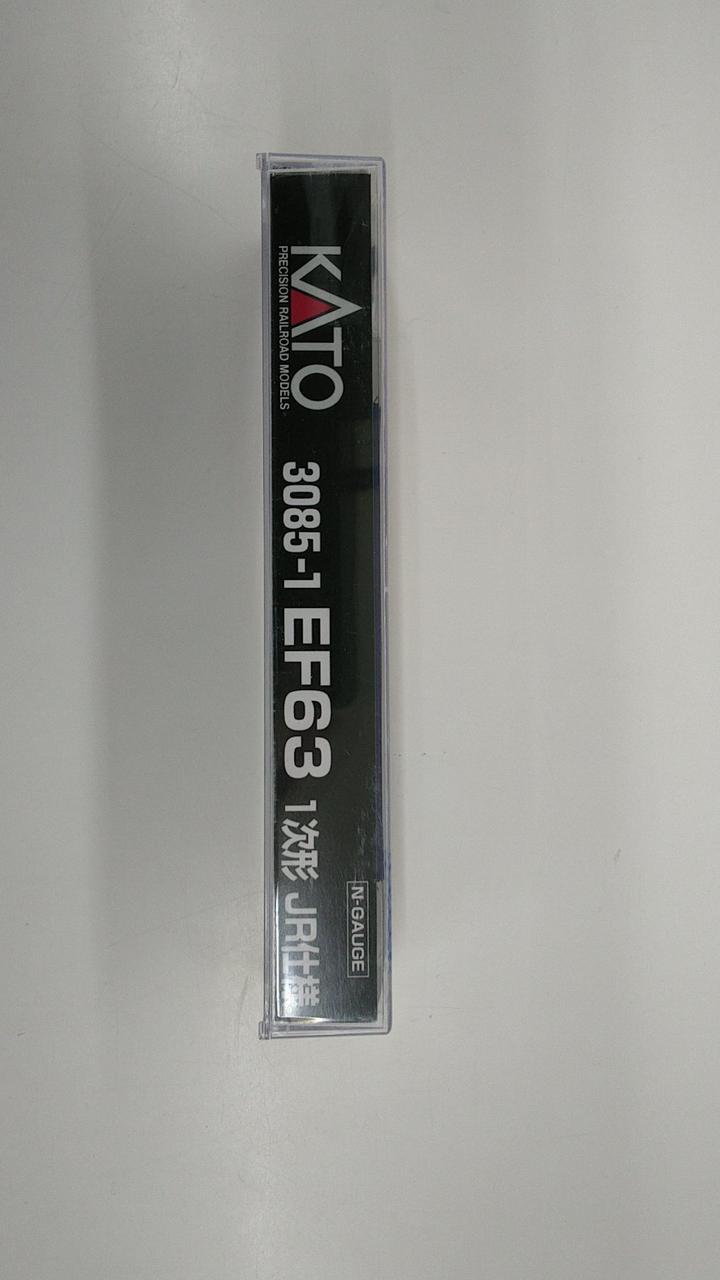 KATO
PRECISION RAILROAD MODELS
N-GAUGE
3085-1 EF63 1次形 JR仕様